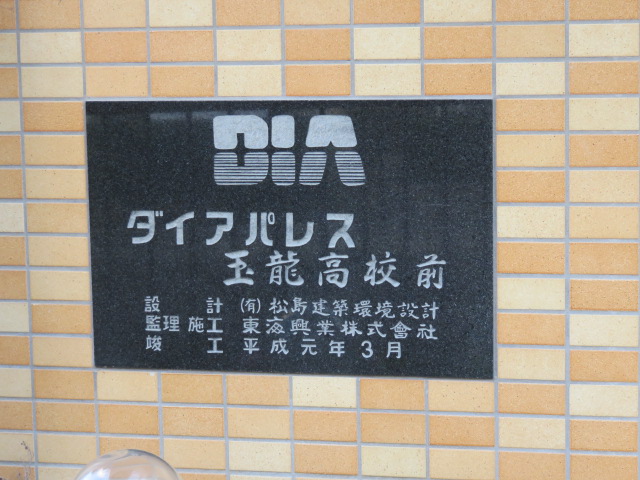 DIA
ダイアパレス
玉龍高校前
設計 (有)松島建築環境設計
監理施工 東海興業株式會社
竣工 平成元年3月